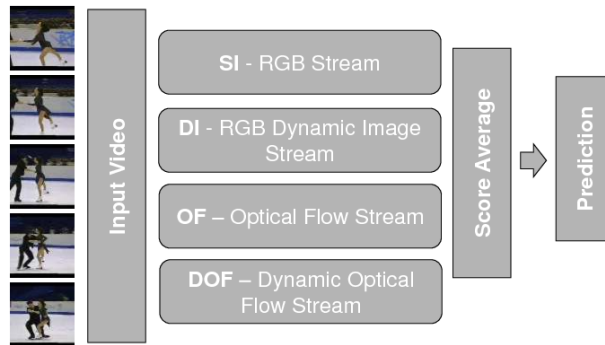 Input Video
SI - RGB Stream
DI - RGB Dynamic Image
Stream
OF – Optical Flow Stream
DOF – Dynamic Optical
Flow Stream
Score Average
Prediction